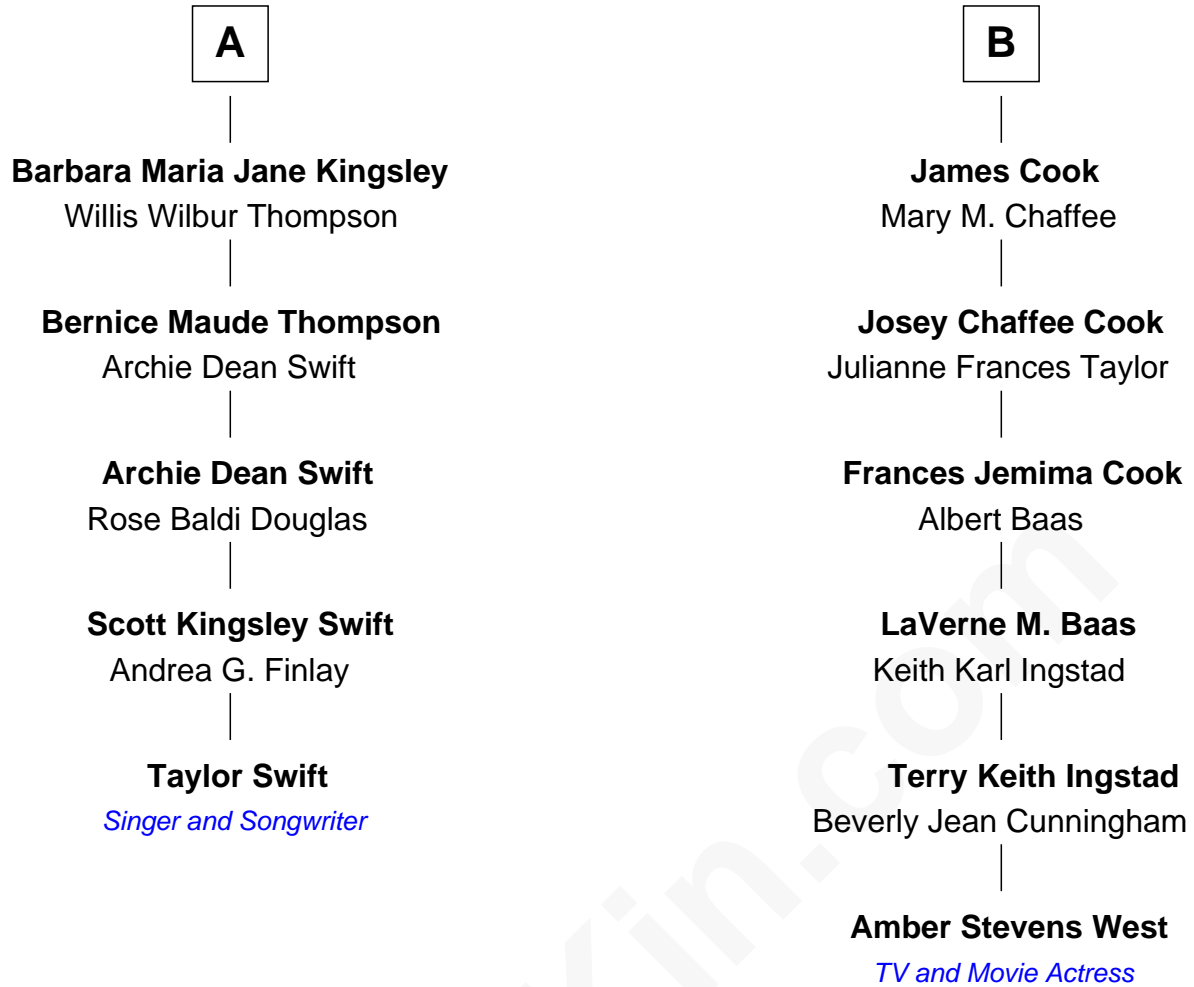 A
Barbara Maria Jane Kingsley
Willis Wilbur Thompson
Bernice Maude Thompson
Archie Dean Swift
Archie Dean Swift
Rose Baldi Douglas
Scott Kingsley Swift
Andrea G. Finlay
Taylor Swift
Singer and Songwriter
B
James Cook
Mary M. Chaffee
Josey Chaffee Cook
Julianne Frances Taylor
Frances Jemima Cook
Albert Baas
LaVerne M. Baas
Keith Karl Ingstad
Terry Keith Ingstad
Beverly Jean Cunningham
Amber Stevens West
TV and Movie Actress
Kin.com